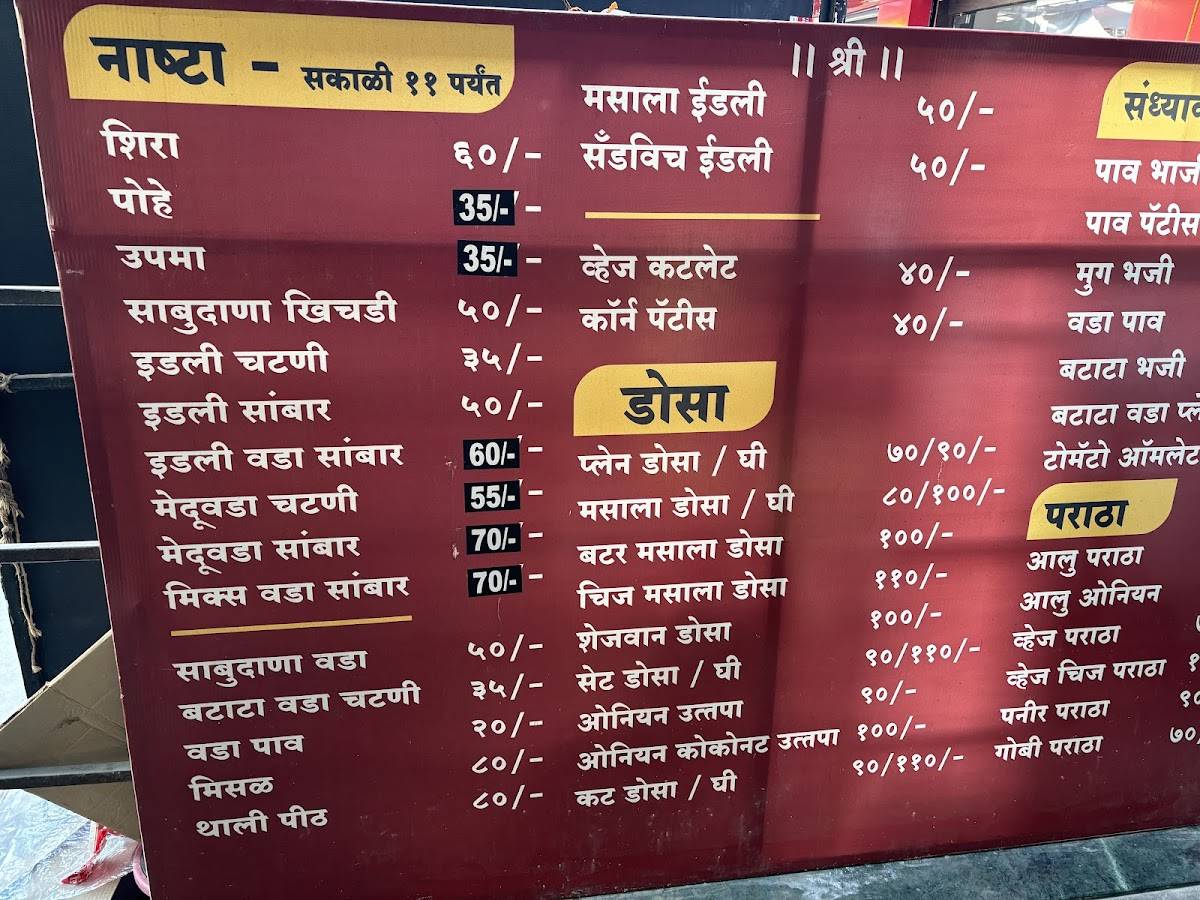 || श्री ||
नाष्टा - सकाळी ११ पर्यंत
शिरा ६०/-
पोहे 35/- -
उपमा 35/- -
साबुदाणा खिचडी ५०/-
इडली चटणी ३५/-
इडली सांबार ५०/-
इडली वडा सांबार 60/- -
मेदूवडा चटणी 55/- -
मेदूवडा सांबार 70/- -
मिक्स वडा सांबार 70/- -
साबुदाणा वडा ५०/-
बटाटा वडा चटणी ३५/-
वडा पाव २०/-
मिसळ ८०/-
थाली पीठ ८०/-
मसाला ईडली ५०/-
सँडविच ईडली ५०/-
व्हेज कटलेट ४०/-
कॉर्न पॅटीस ४०/-
डोसा
प्लेन डोसा / घी ७०/९०/-
मसाला डोसा / घी ८०/१००/-
बटर मसाला डोसा १००/-
चिज मसाला डोसा ११०/-
शेजवान डोसा १००/-
सेट डोसा / घी ९०/११०/-
ओनियन उत्तपा ९०/-
ओनियन कोकोनट उत्तपा १००/-
कट डोसा / घी ९०/११०/-
पाव भाजी
पाव पॅटीस
मुग भजी
वडा पाव
बटाटा भजी
बटाटा वडा
टोमॅटो ऑमलेट
पराठा
आलु पराठा
आलु ओनियन
व्हेज पराठा
व्हेज चिज पराठा
पनीर पराठा
गोबी पराठा